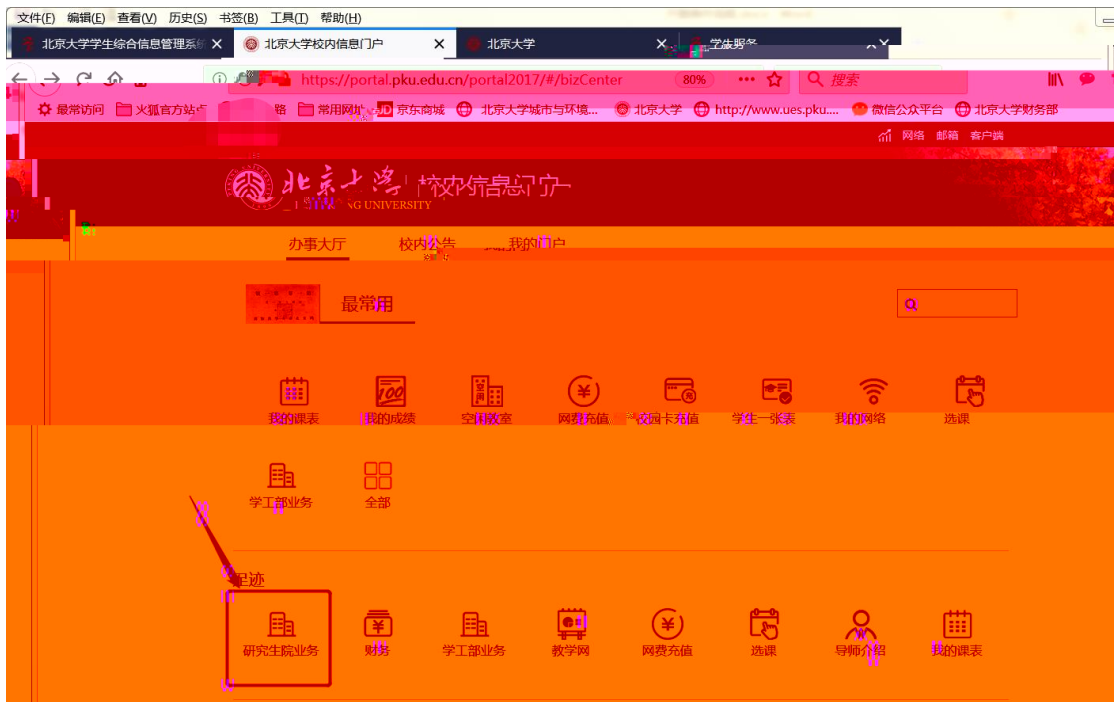 文件(F) 编辑(E) 查看(V) 历史(S) 书签(B) 工具(T) 帮助(H)
北京大学学生综合信息管理系统 北京大学校内信息门户 北京大学
https://portal.pku.edu.cn/portal2017/#/bizCenter 80% 搜索
最常访问 火狐官方站点 常用网址 JD 京东商城 北京大学城市与环境... 北京大学 http://www.ues.pku.... 微信公众平台 北京大学财务部
网络 邮箱 客户端
北京大学 校内信息门户
NG UNIVERSITY
办事大厅 校内公告 我的门户
最常用
我的课表 我的成绩 空闲教室 网费充值 校园卡充值 学生一张表 我的网络 选课
学工部业务 全部
足迹
研究生院业务 财务 学工部业务 教学网 网费充值 选课 导师介绍 我的课表